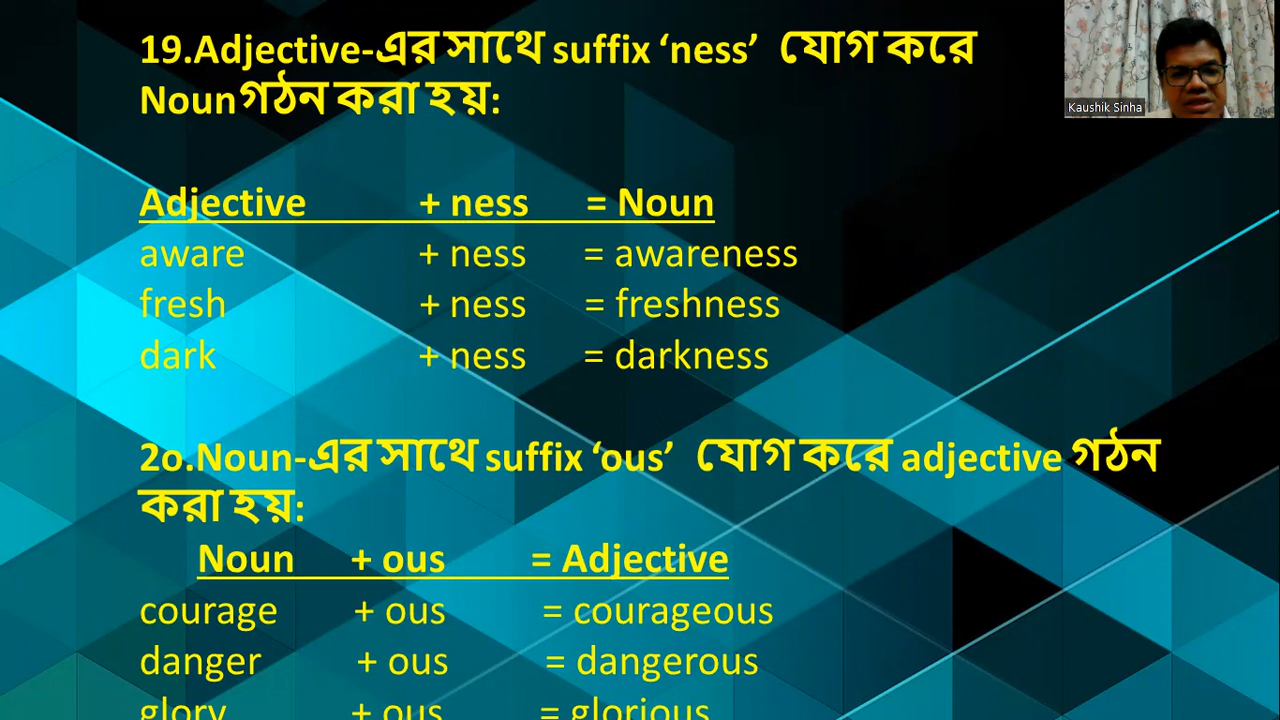 19.Adjective-এর সাথে suffix ‘ness’ যোগ করে
Noun গঠন করা হয়:
Kaushik Sinha
Adjective + ness = Noun
aware + ness = awareness
fresh + ness = freshness
dark + ness = darkness
2o.Noun-এর সাথে suffix ‘ous’ যোগ করে adjective গঠন
করা হয়:
Noun + ous = Adjective
courage + ous = courageous
danger + ous = dangerous
glory + ous = glorious